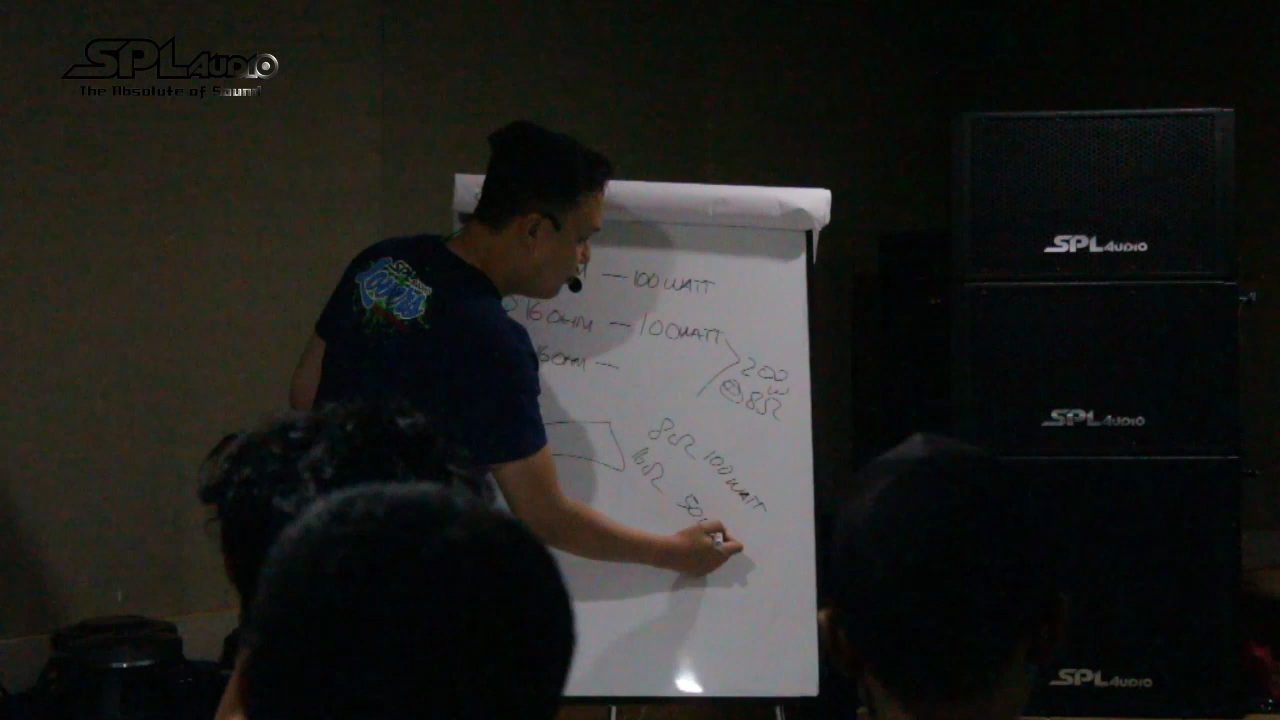 SPL AUDIO
The Absolute of Sound
— 100 WATT
16 OHM — 100 WATT
16 OHM —
200
W
8Ω
8Ω 100 WATT
16Ω 50
SPL AUDIO
SPL AUDIO
SPL AUDIO